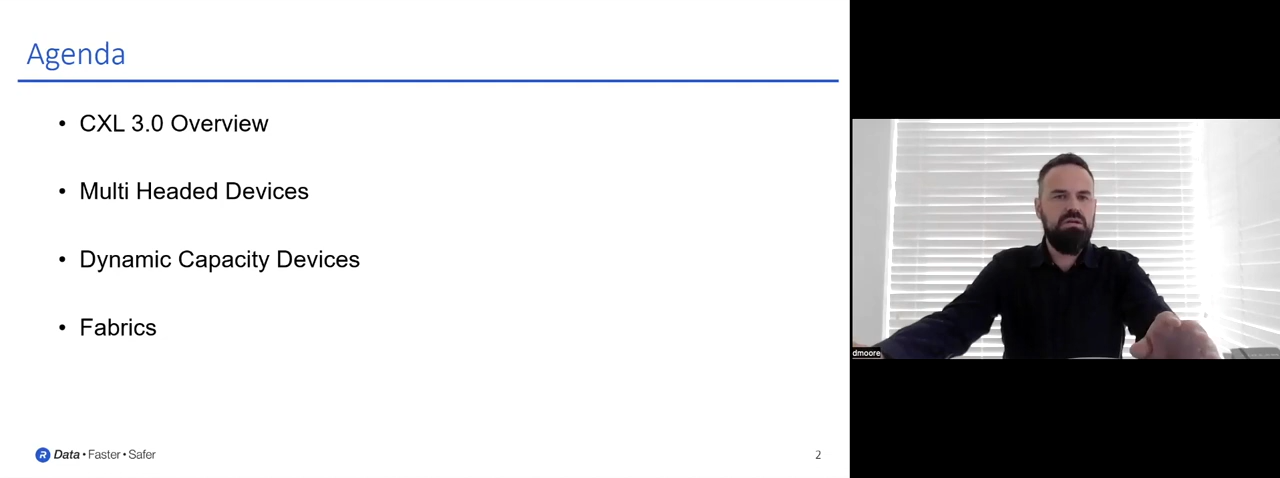 Agenda
• CXL 3.0 Overview
• Multi Headed Devices
• Dynamic Capacity Devices
• Fabrics
R Data • Faster • Safer
2
dmoore